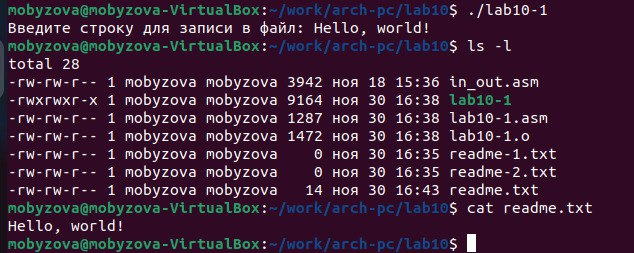 mobyzova@mobyzova-VirtualBox:~/work/arch-pc/lab10$ ./lab10-1
Введите строку для записи в файл: Hello, world!
mobyzova@mobyzova-VirtualBox:~/work/arch-pc/lab10$ ls -l
total 28
-rw-rw-r-- 1 mobyzova mobyzova 3942 ноя 18 15:36 in_out.asm
-rwxrwxr-x 1 mobyzova mobyzova 9164 ноя 30 16:38 lab10-1
-rw-rw-r-- 1 mobyzova mobyzova 1287 ноя 30 16:38 lab10-1.asm
-rw-rw-r-- 1 mobyzova mobyzova 1472 ноя 30 16:38 lab10-1.o
-rw-rw-r-- 1 mobyzova mobyzova    0 ноя 30 16:35 readme-1.txt
-rw-rw-r-- 1 mobyzova mobyzova    0 ноя 30 16:35 readme-2.txt
-rw-rw-r-- 1 mobyzova mobyzova   14 ноя 30 16:43 readme.txt
mobyzova@mobyzova-VirtualBox:~/work/arch-pc/lab10$ cat readme.txt
Hello, world!
mobyzova@mobyzova-VirtualBox:~/work/arch-pc/lab10$